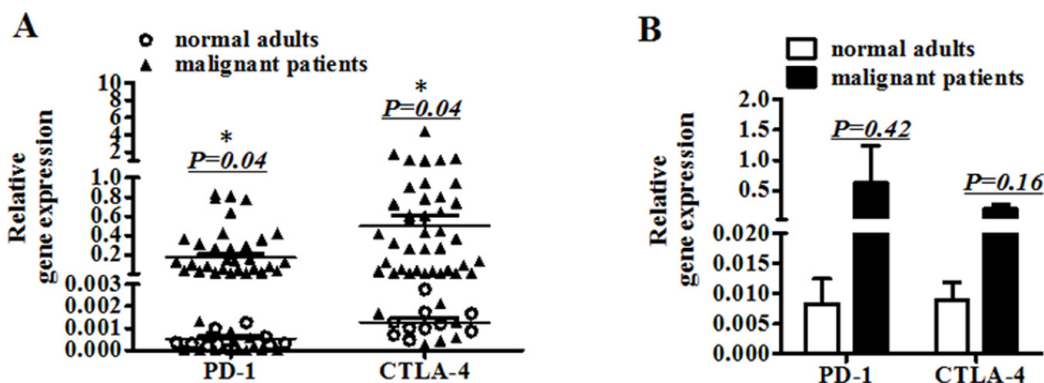 A
normal adults
malignant patients
Relative
gene expression
10
8
6
4
2
1.0
0.8
0.6
0.4
0.2
0.003
0.002
0.001
0.000
*
P=0.04
*
P=0.04
PD-1
CTLA-4
B
normal adults
malignant patients
Relative
gene expression
2.0
1.5
1.0
0.5
0.020
0.015
0.010
0.005
0.000
P=0.42
P=0.16
PD-1
CTLA-4